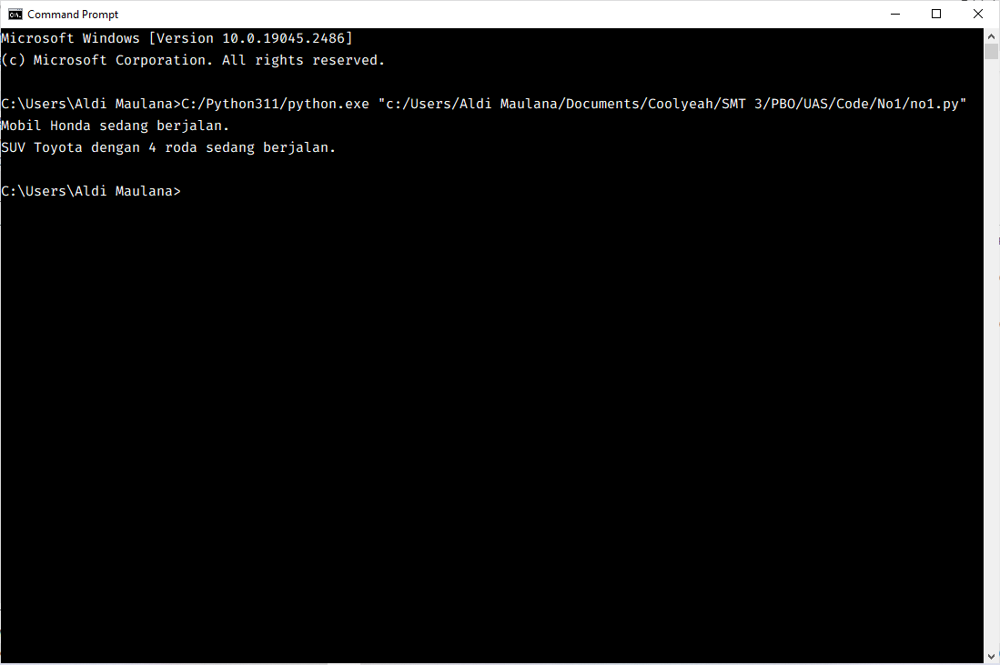 Command Prompt
Microsoft Windows [Version 10.0.19045.2486]
(c) Microsoft Corporation. All rights reserved.
C:\Users\Aldi Maulana>C:/Python311/python.exe "c:/Users/Aldi Maulana/Documents/Coolyeah/SMT 3/PBO/UAS/Code/No1/no1.py"
Mobil Honda sedang berjalan.
SUV Toyota dengan 4 roda sedang berjalan.
C:\Users\Aldi Maulana>